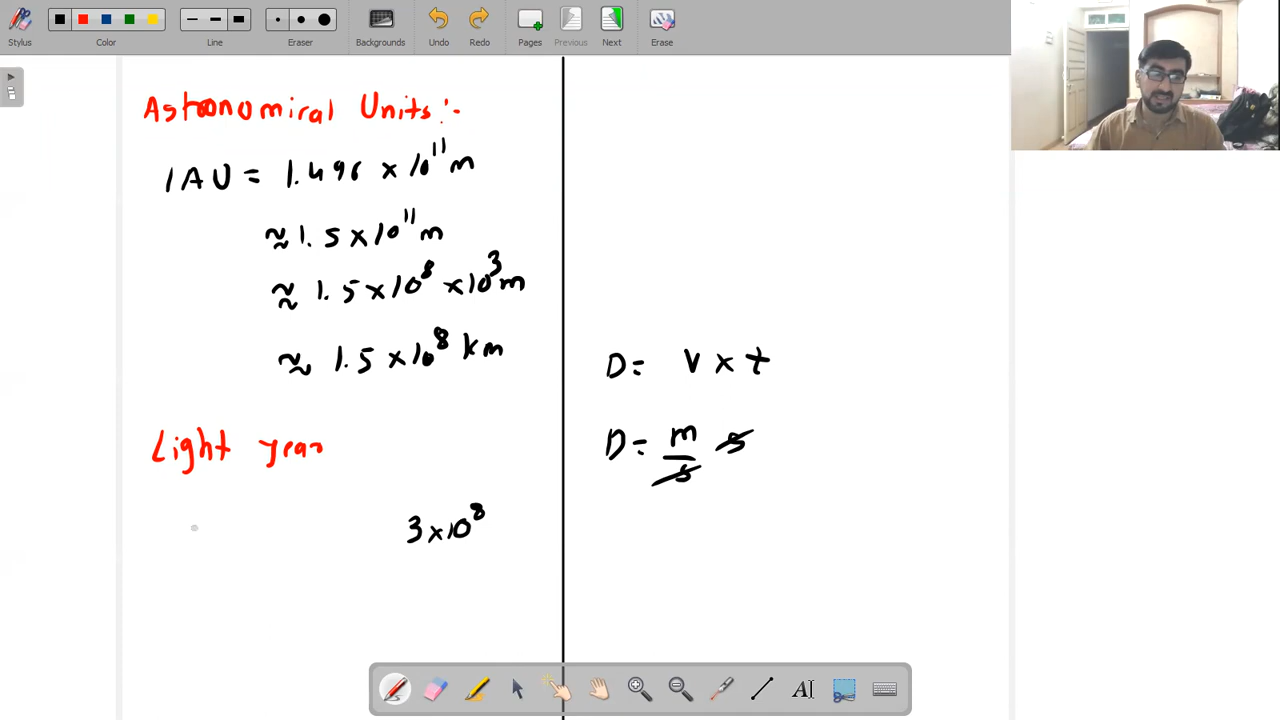 Stylus
Color
Line
Eraser
Backgrounds
Undo
Redo
Pages
Previous
Next
Erase
Astronomical Units :-
1 AU = 1.496 × 10¹¹ m
≈ 1.5 × 10¹¹ m
≈ 1.5 × 10⁸ × 10³ m
≈ 1.5 × 10⁸ km
Light year
3 × 10⁸
D = v × t
D = m/s s